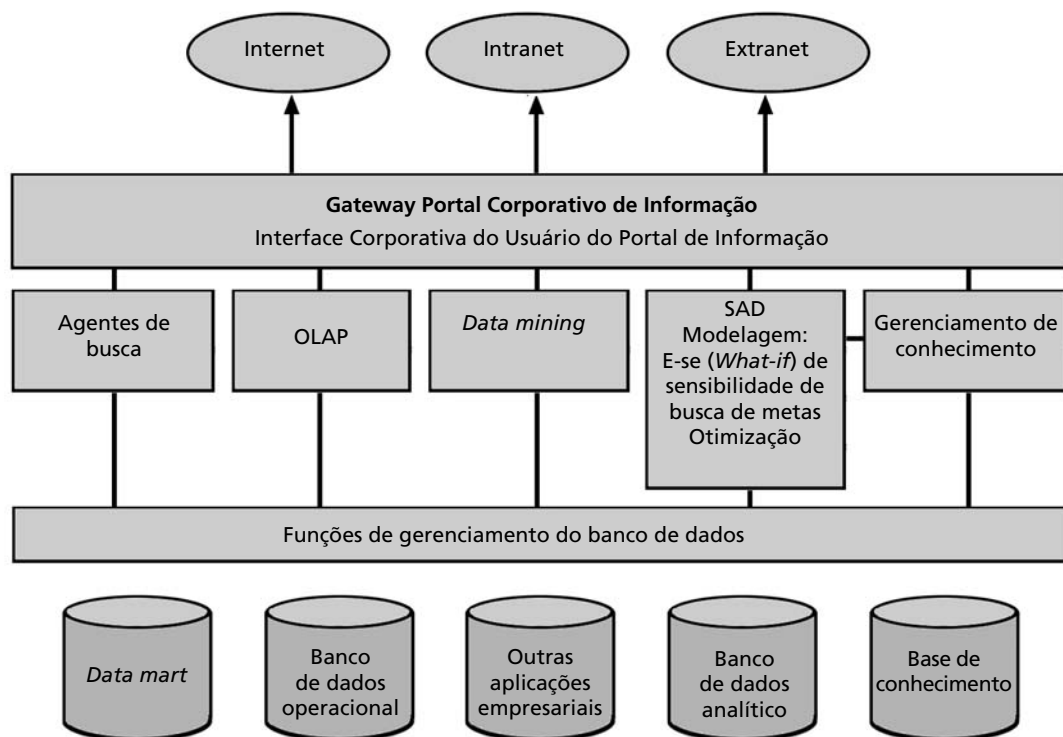 Internet
Intranet
Extranet
Gateway Portal Corporativo de Informação
Interface Corporativa do Usuário do Portal de Informação
Agentes de
busca
OLAP
Data mining
SAD
Modelagem:
E-se (What-if) de
sensibilidade de
busca de metas
Otimização
Gerenciamento de
conhecimento
Funções de gerenciamento do banco de dados
Data mart
Banco
de dados
operacional
Outras
aplicações
empresariais
Banco
de dados
analítico
Base de
conhecimento